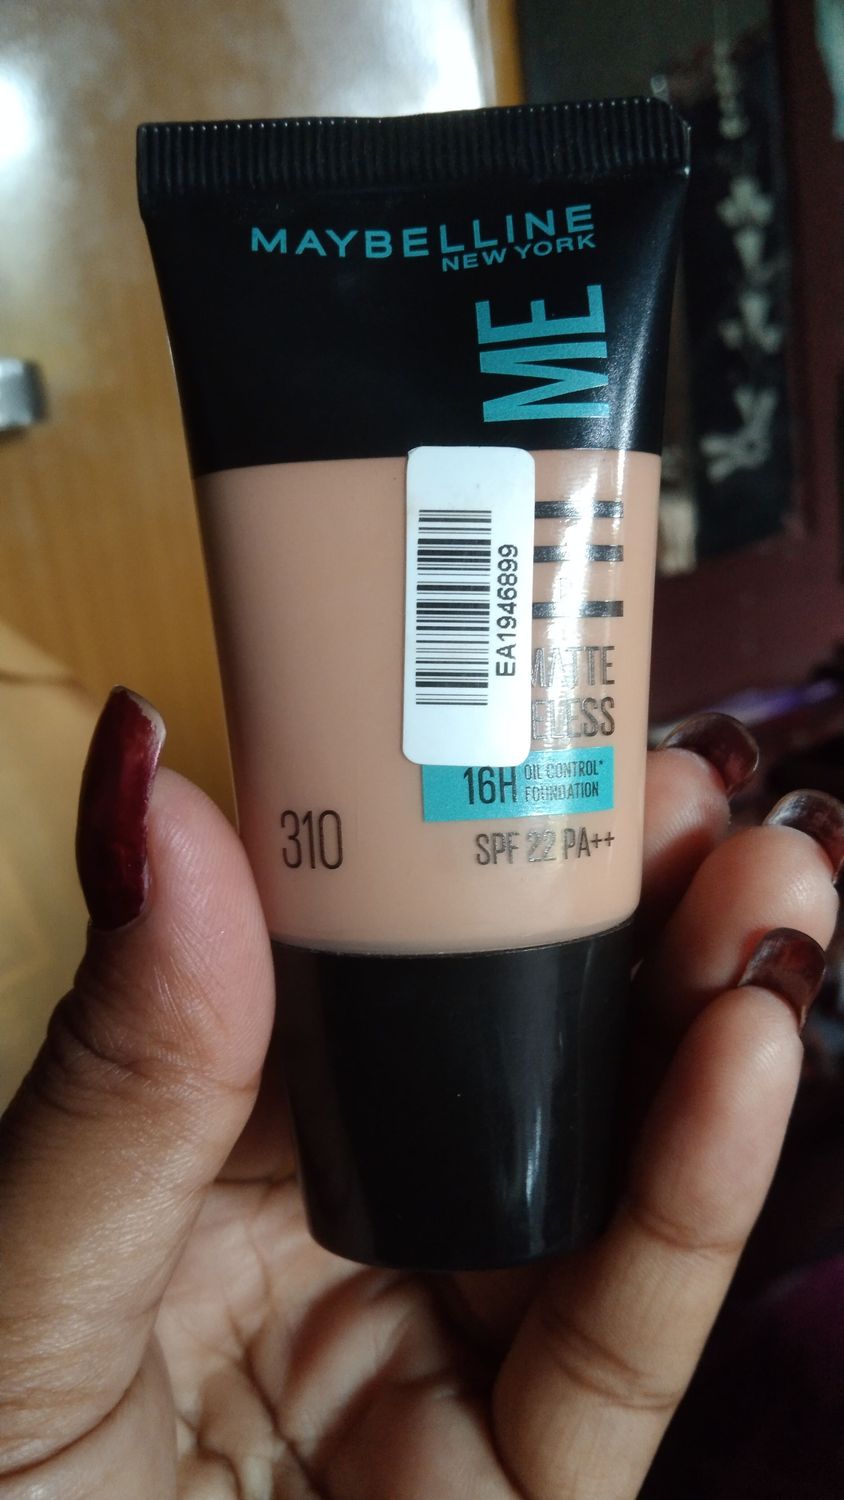 MAYBELLINE
NEW YORK
ME
EA1946899
MATTE
16H OIL CONTROL*
FOUNDATION
310
SPF 22 PA++